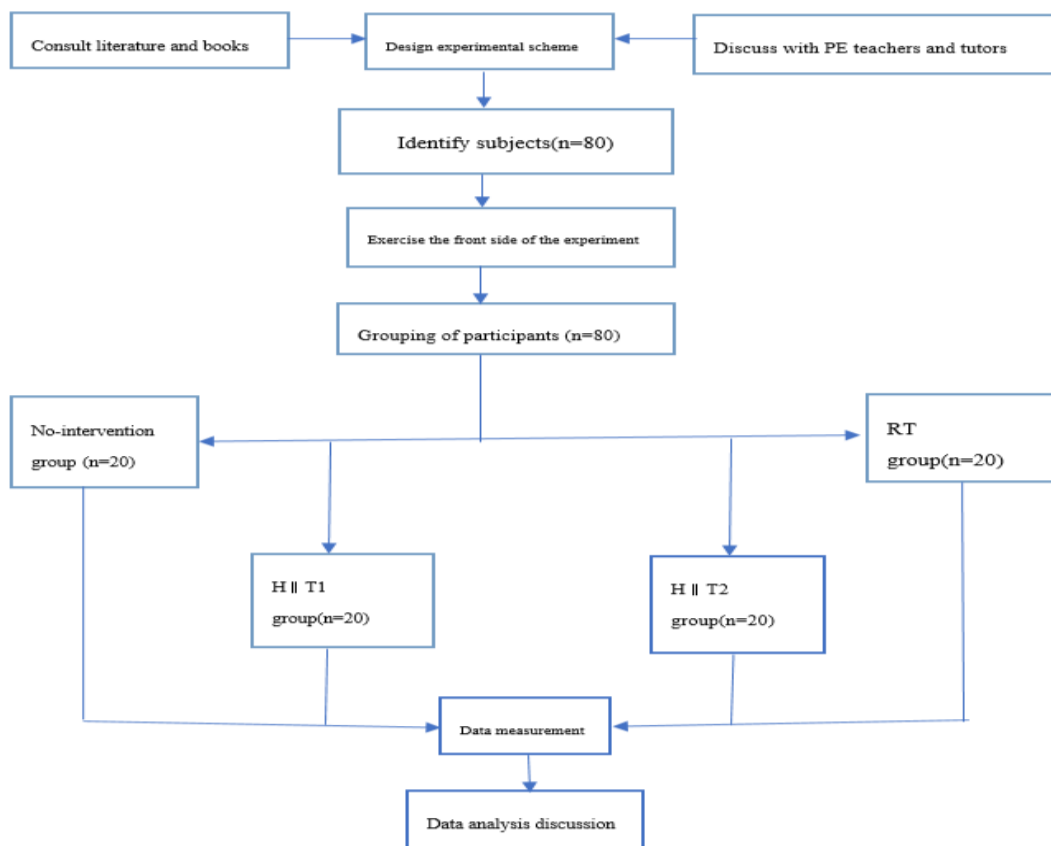 Consult literature and books
Design experimental scheme
Discuss with PE teachers and tutors
Identify subjects(n=80)
Exercise the front side of the experiment
Grouping of participants (n=80)
No-intervention
group (n=20)
RT
group(n=20)
H ∥ T1
group(n=20)
H ∥ T2
group(n=20)
Data measurement
Data analysis discussion